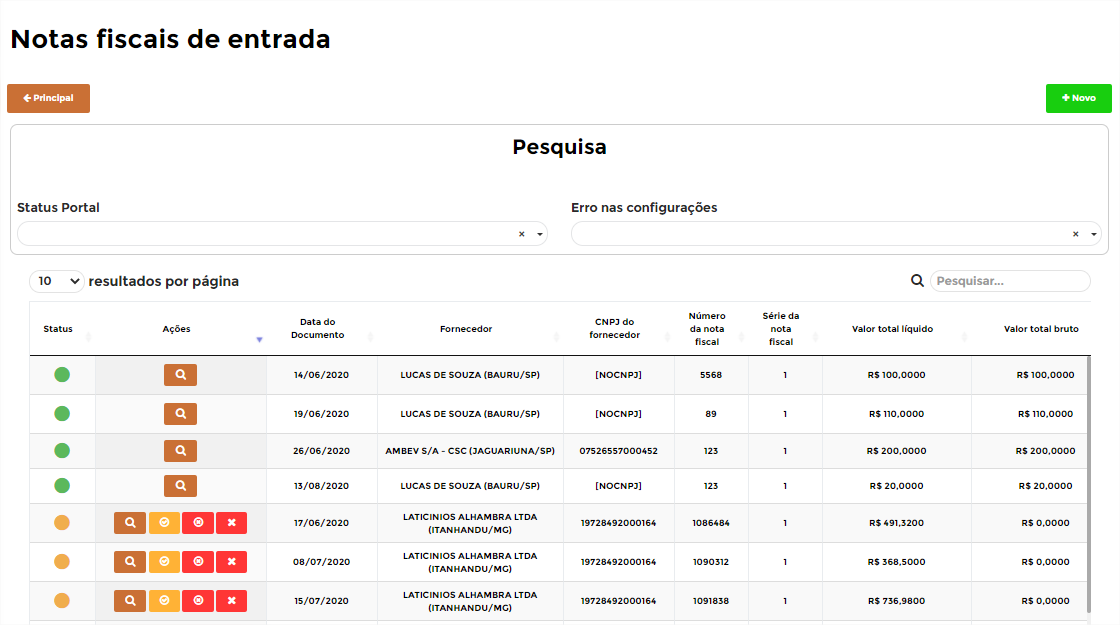 Notas fiscais de entrada
Principal
Novo
Pesquisa
Status Portal
Erro nas configurações
× ×
10 resultados por página
Pesquisar...
Status Ações Data do Documento Fornecedor CNPJ do fornecedor Número da nota fiscal Série da nota fiscal Valor total líquido Valor total bruto
14/06/2020 LUCAS DE SOUZA (BAURU/SP) [NOCNPJ] 5568 1 R$ 100,0000 R$ 100,0000
19/06/2020 LUCAS DE SOUZA (BAURU/SP) [NOCNPJ] 89 1 R$ 110,0000 R$ 110,0000
26/06/2020 AMBEV S/A - CSC (JAGUARIUNA/SP) 07526557000452 123 1 R$ 200,0000 R$ 200,0000
13/08/2020 LUCAS DE SOUZA (BAURU/SP) [NOCNPJ] 123 1 R$ 20,0000 R$ 20,0000
17/06/2020 LATICINIOS ALHAMBRA LTDA (ITANHANDU/MG) 19728492000164 1086484 1 R$ 491,3200 R$ 0,0000
08/07/2020 LATICINIOS ALHAMBRA LTDA (ITANHANDU/MG) 19728492000164 1090312 1 R$ 368,5000 R$ 0,0000
15/07/2020 LATICINIOS ALHAMBRA LTDA (ITANHANDU/MG) 19728492000164 1091838 1 R$ 736,9800 R$ 0,0000